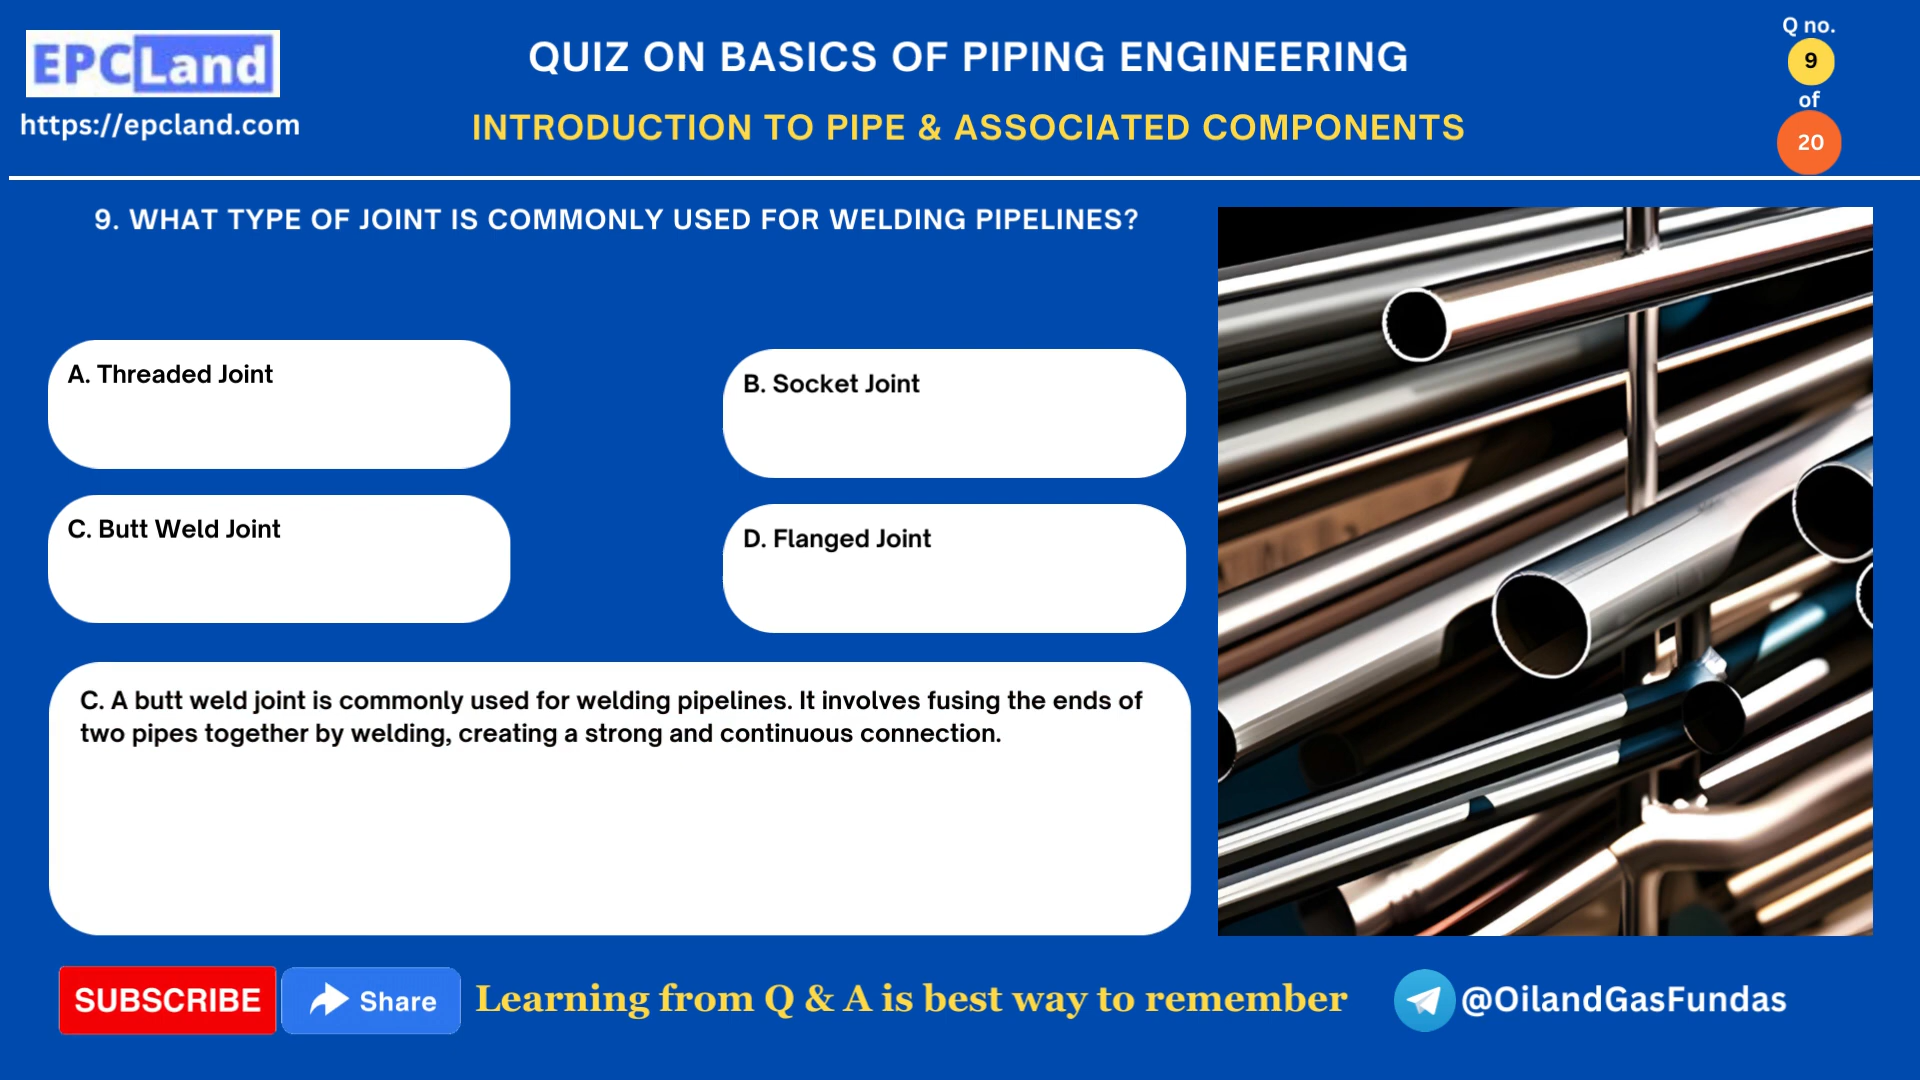 EPCLand
https://epcland.com
QUIZ ON BASICS OF PIPING ENGINEERING
INTRODUCTION TO PIPE & ASSOCIATED COMPONENTS
Q no.
9
of
20
9. WHAT TYPE OF JOINT IS COMMONLY USED FOR WELDING PIPELINES?
A. Threaded Joint
B. Socket Joint
C. Butt Weld Joint
D. Flanged Joint
C. A butt weld joint is commonly used for welding pipelines. It involves fusing the ends of
two pipes together by welding, creating a strong and continuous connection.
SUBSCRIBE
Share
Learning from Q & A is best way to remember
@OilandGasFundas